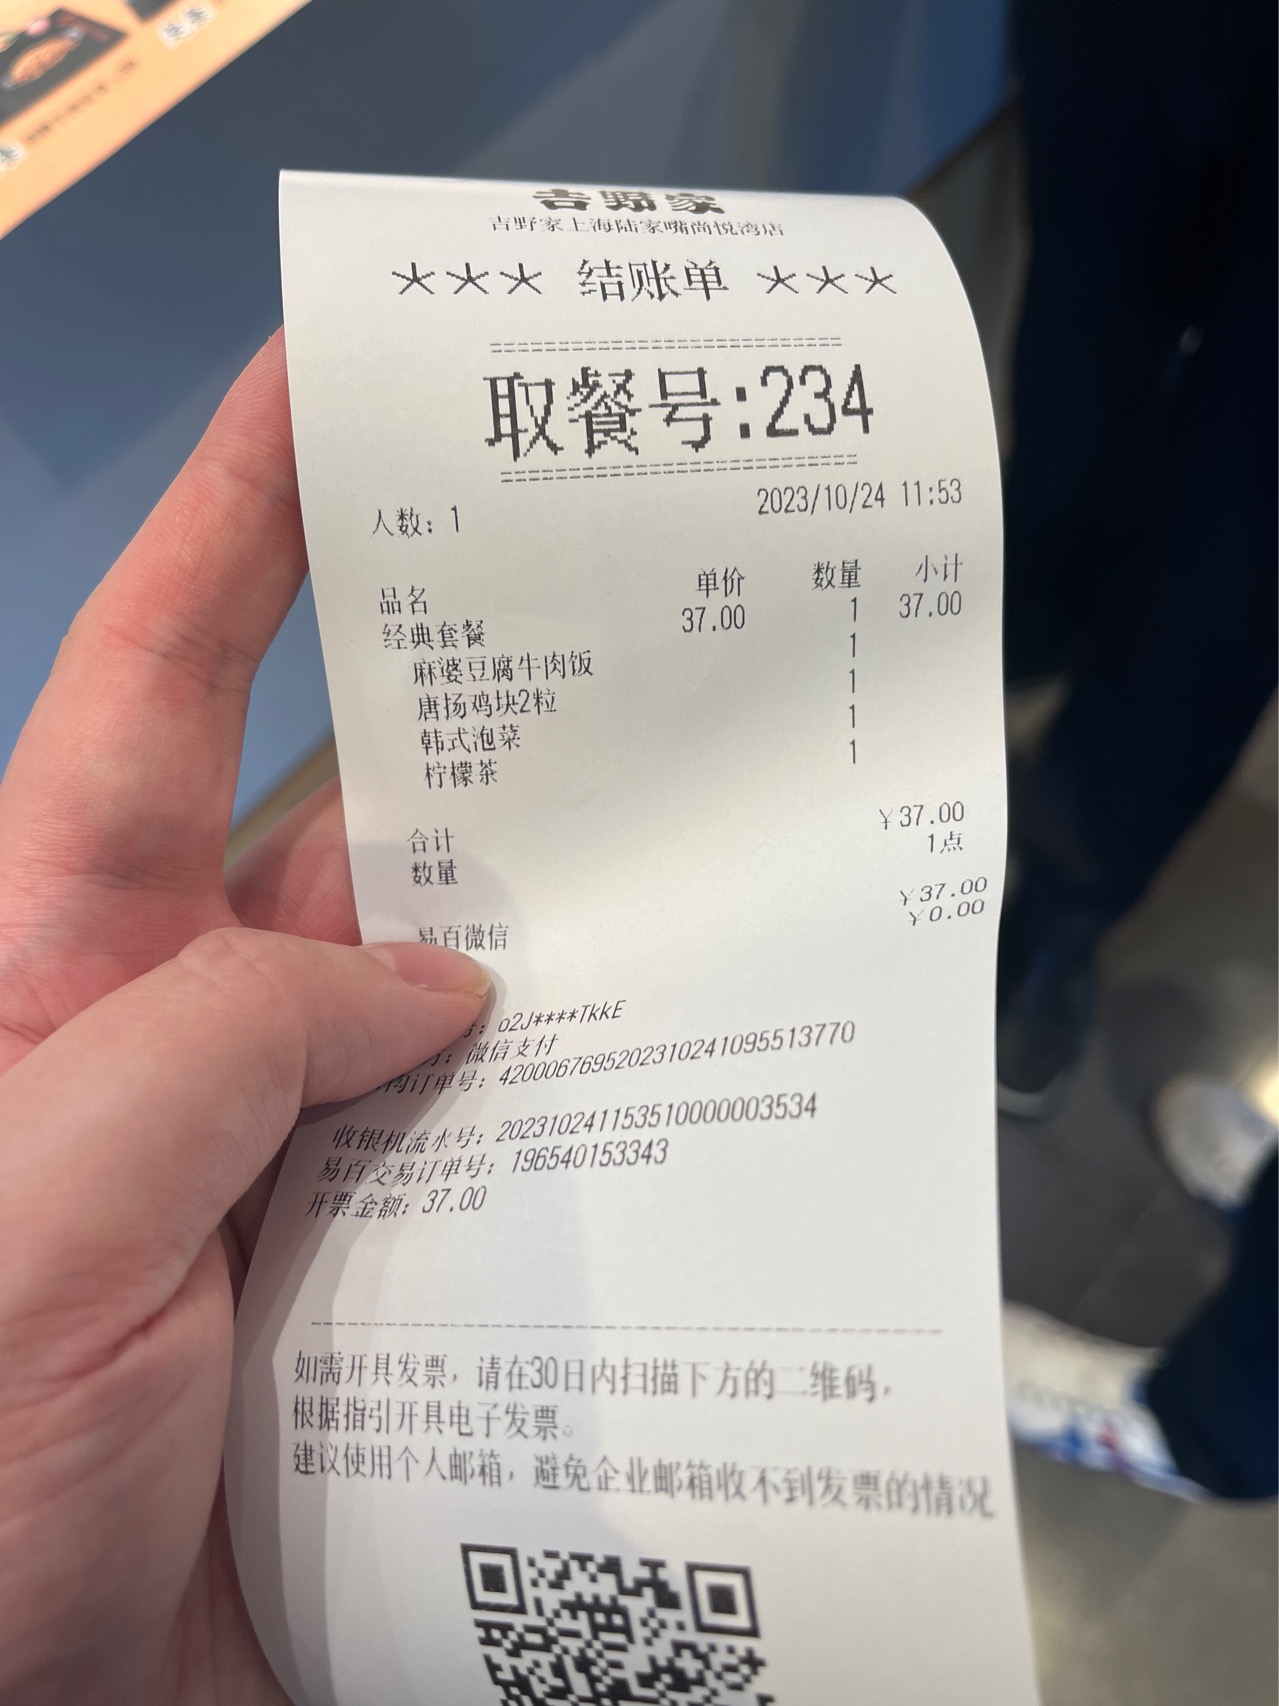 吉野家
吉野家上海陆家嘴尚悦湾店
*** 结账单 ***
取餐号:234
人数: 1 2023/10/24 11:53
品名 单价 数量 小计
经典套餐 37.00 1 37.00
麻婆豆腐牛肉饭 1
唐扬鸡块2粒 1
韩式泡菜 1
柠檬茶 1
合计 ￥37.00
数量 1点
易百微信 ￥37.00
￥0.00
号: o2J****TkkE
微信支付
订单号: 4200067695202310241095513770
收银机流水号: 20231024115351000000​3534
易百交易订单号: 196540153343
开票金额: 37.00
如需开具发票，请在30日内扫描下方的二维码，
根据指引开具电子发票。
建议使用个人邮箱，避免企业邮箱收不到发票的情况